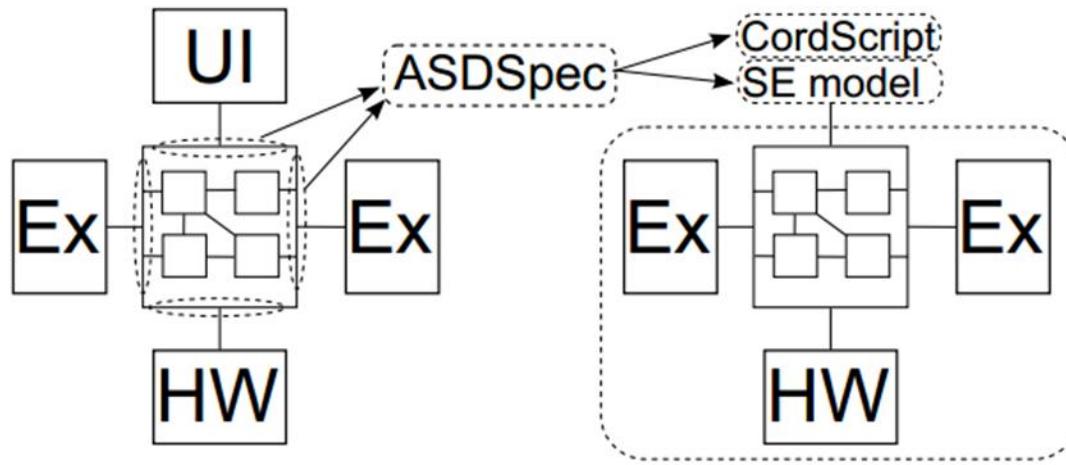 UI
ASDSpec
CordScript
SE model
Ex
Ex
Ex
Ex
HW
HW